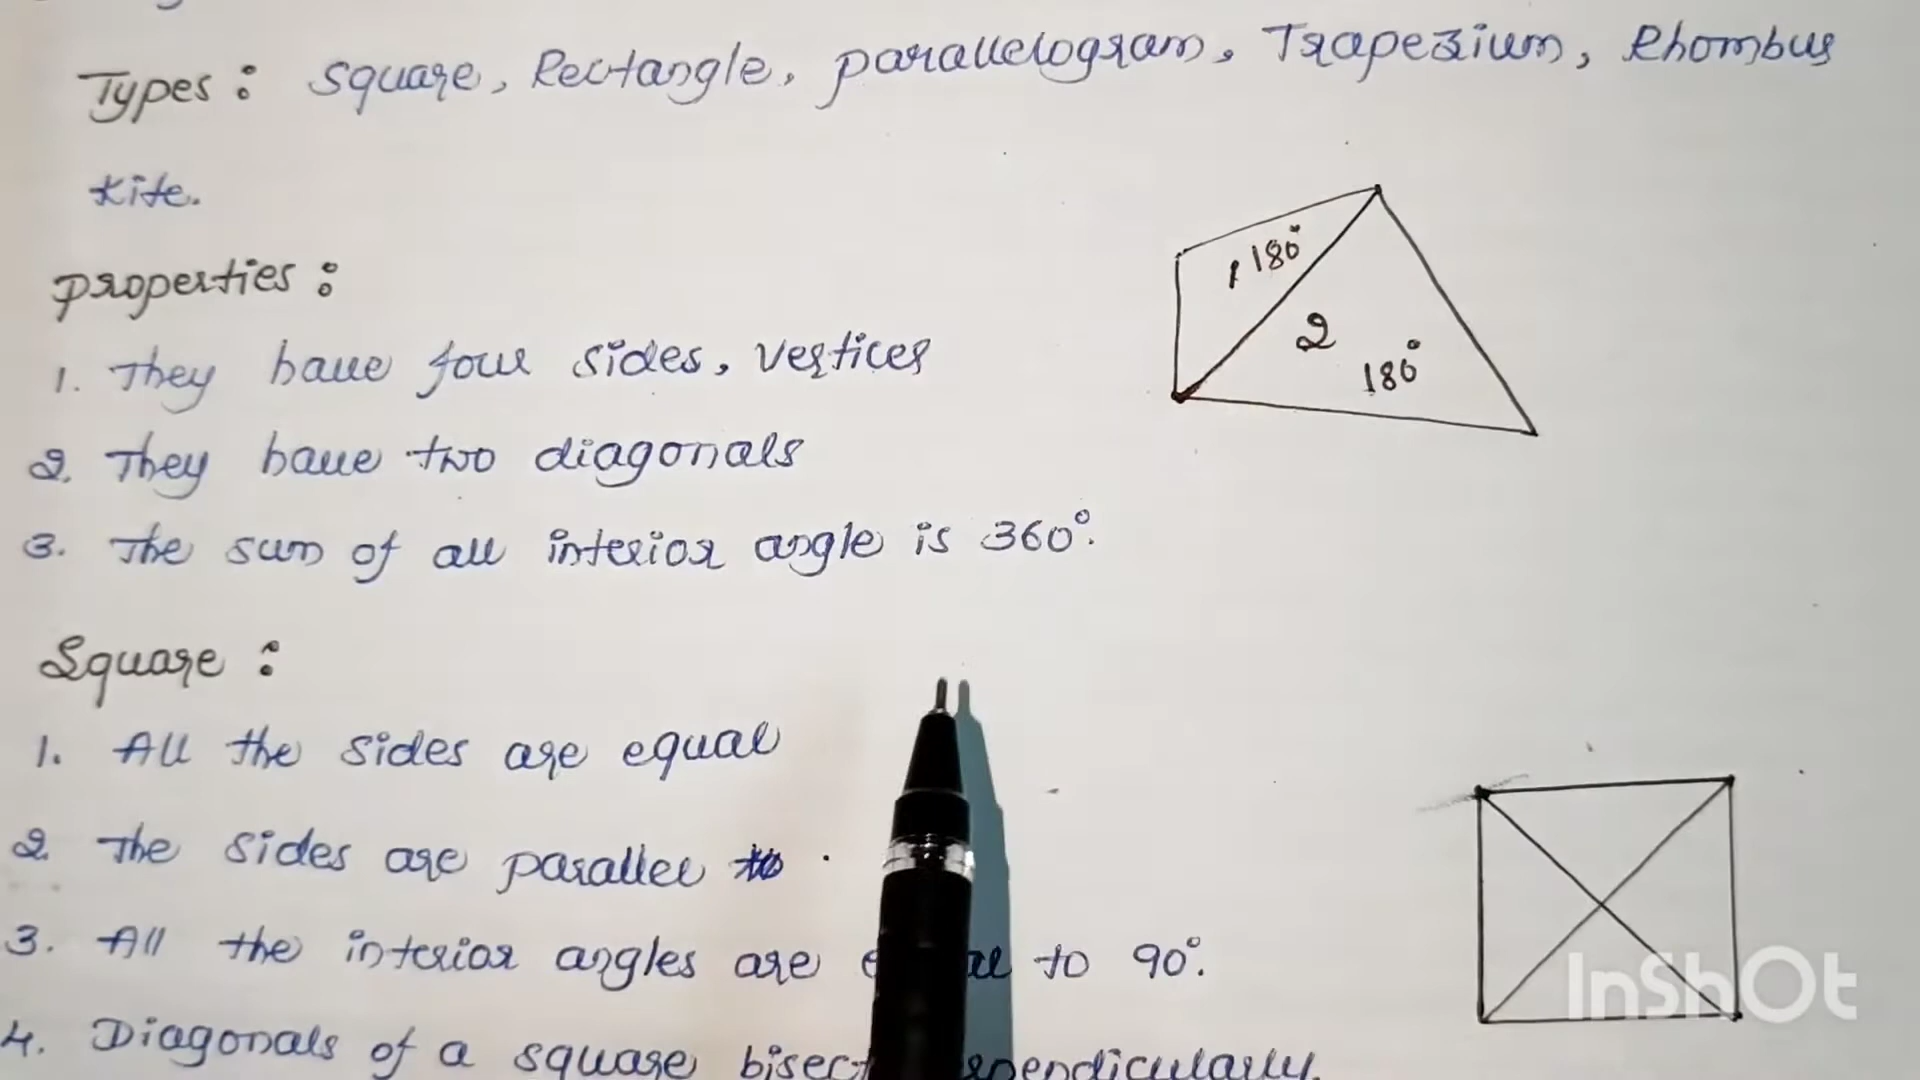 Types: Square, Rectangle, parallelogram, Trapezium, Rhombus
Kite.
properties:
1. They have four sides, vertices
2. They have two diagonals
3. The sum of all interior angle is 360°.
1 180°
2
180°
Square:
1. All the sides are equal
2. The sides are parallel to
3. All the interior angles are to 90°.
4. Diagonals of a square bisect
InShOt